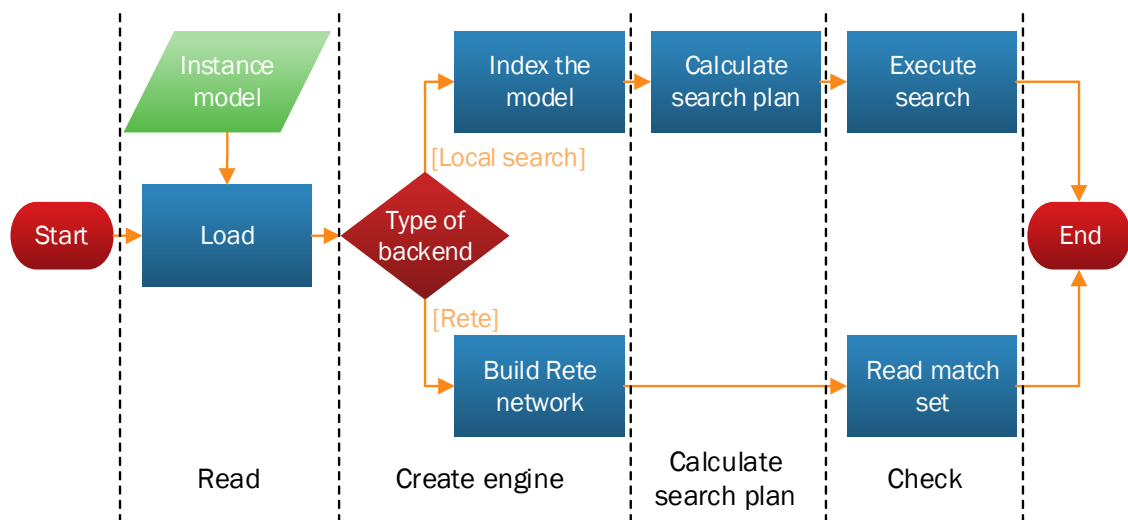 Instance
model
Index the
model
Calculate
search plan
Execute
search
[Local search]
Start
Load
Type of
backend
End
[Rete]
Build Rete
network
Read match
set
Read
Create engine
Calculate
search plan
Check